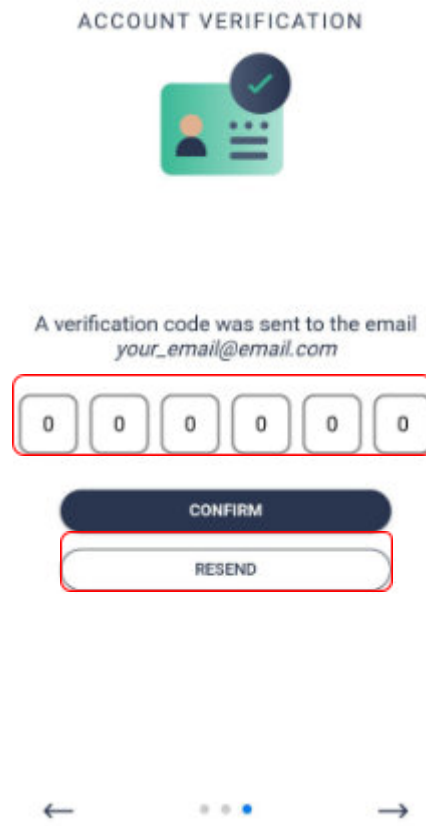 ACCOUNT VERIFICATION
A verification code was sent to the email
your_email@email.com
0 0 0 0 0 0
CONFIRM
RESEND